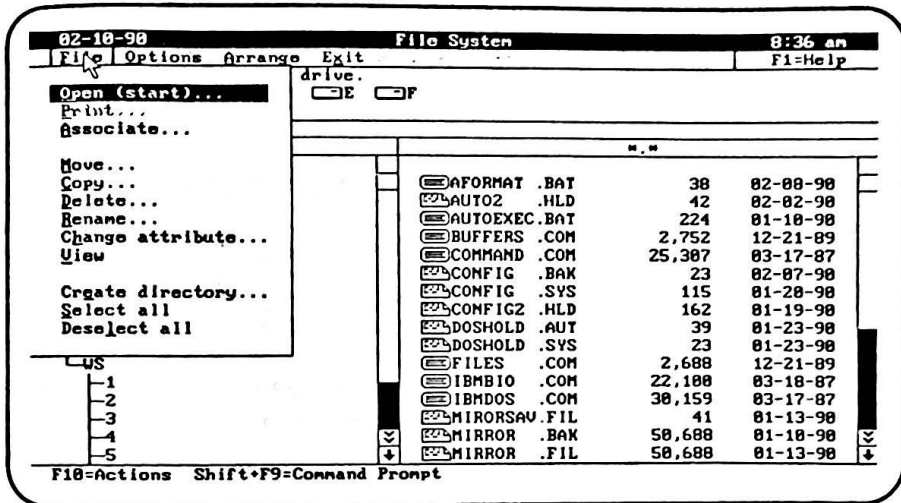 02-10-90 File System 8:36 am
File Options Arrange Exit F1=Help
drive.
E F
Open (start)...
Print...
Associate...
Move...
Copy...
Delete...
Rename...
Change attribute...
View
Create directory...
Select all
Deselect all
WS
1
2
3
4
5
*.*
AFORMAT .BAT 38 02-08-90
AUTO2 .HLD 42 02-02-90
AUTOEXEC.BAT 224 01-10-90
BUFFERS .COM 2,752 12-21-89
COMMAND .COM 25,307 03-17-87
CONFIG .BAK 23 02-07-90
CONFIG .SYS 115 01-20-90
CONFIG2 .HLD 162 01-19-90
DOSHOLD .AUT 39 01-23-90
DOSHOLD .SYS 23 01-23-90
FILES .COM 2,688 12-21-89
IBMBIO .COM 22,100 03-18-87
IBMDOS .COM 30,159 03-17-87
MIRORSAV.FIL 41 01-13-90
MIRROR .BAK 50,688 01-10-90
MIRROR .FIL 50,688 01-13-90
F10=Actions Shift+F9=Command Prompt